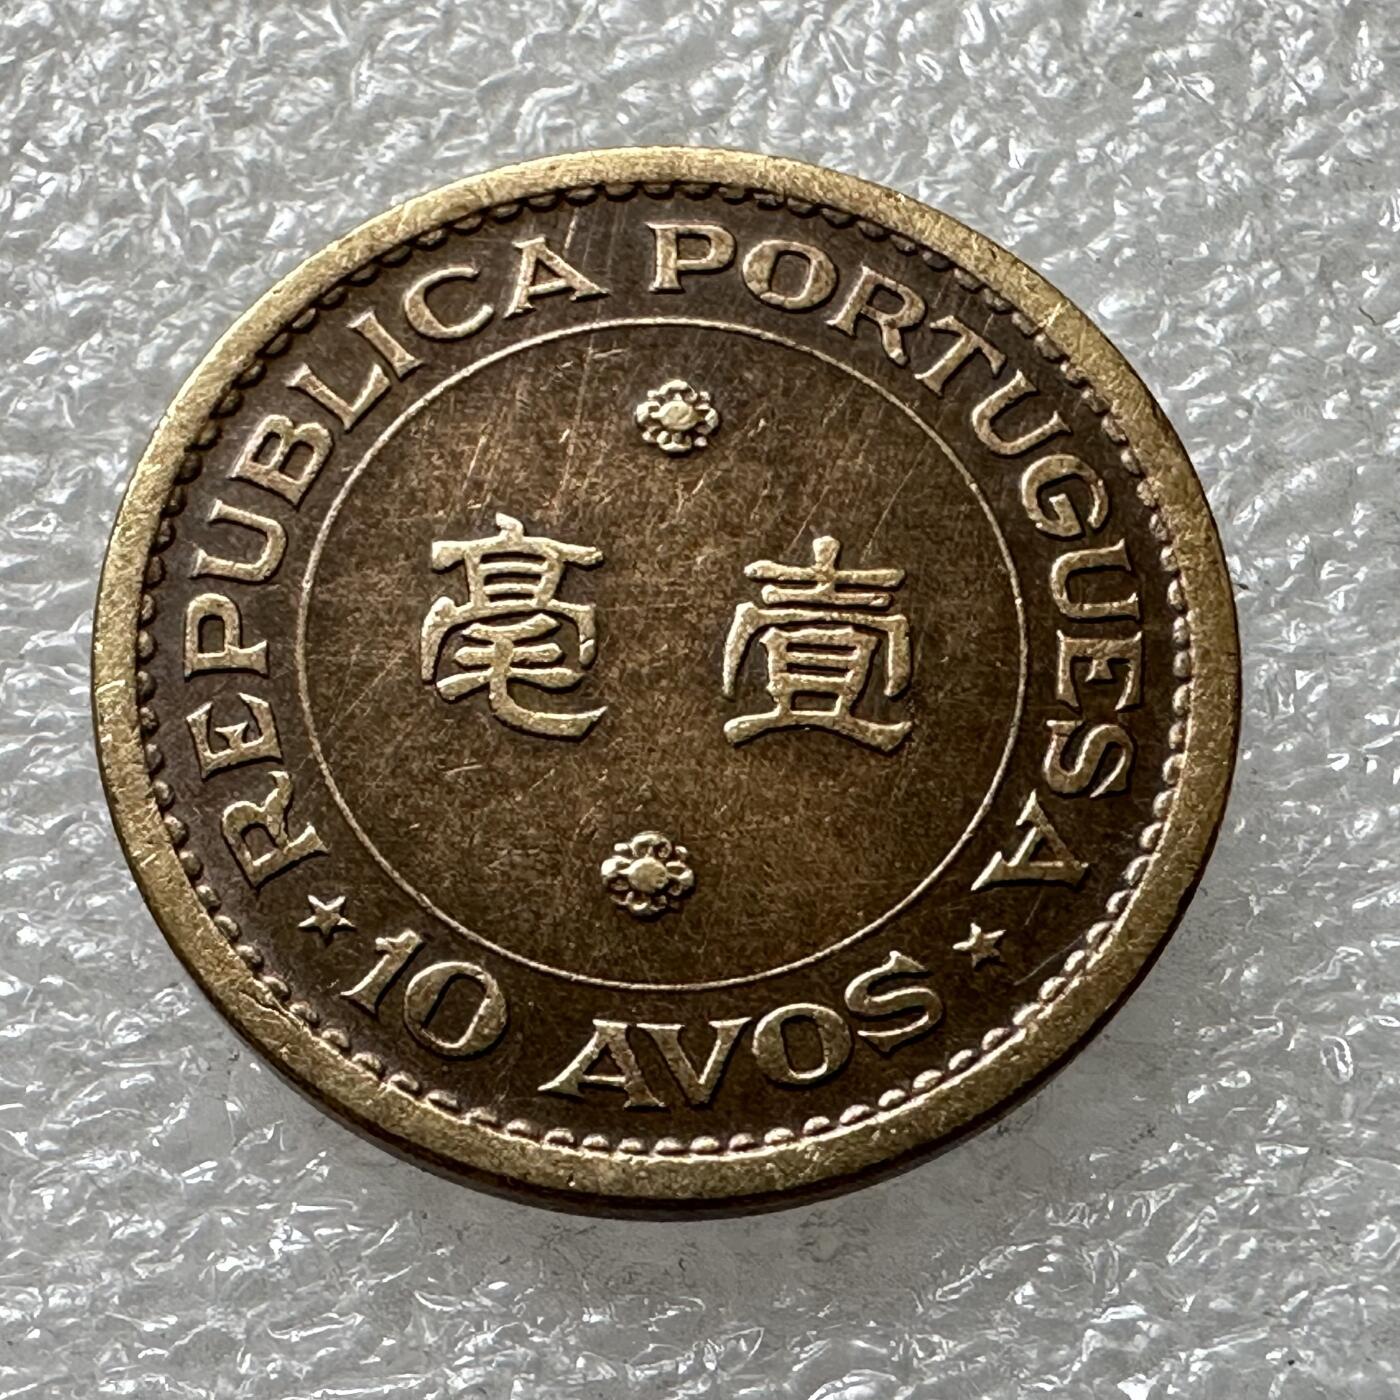 REPUBLICA PORTUGUESA
壹毫
★ 10 AVOS ★